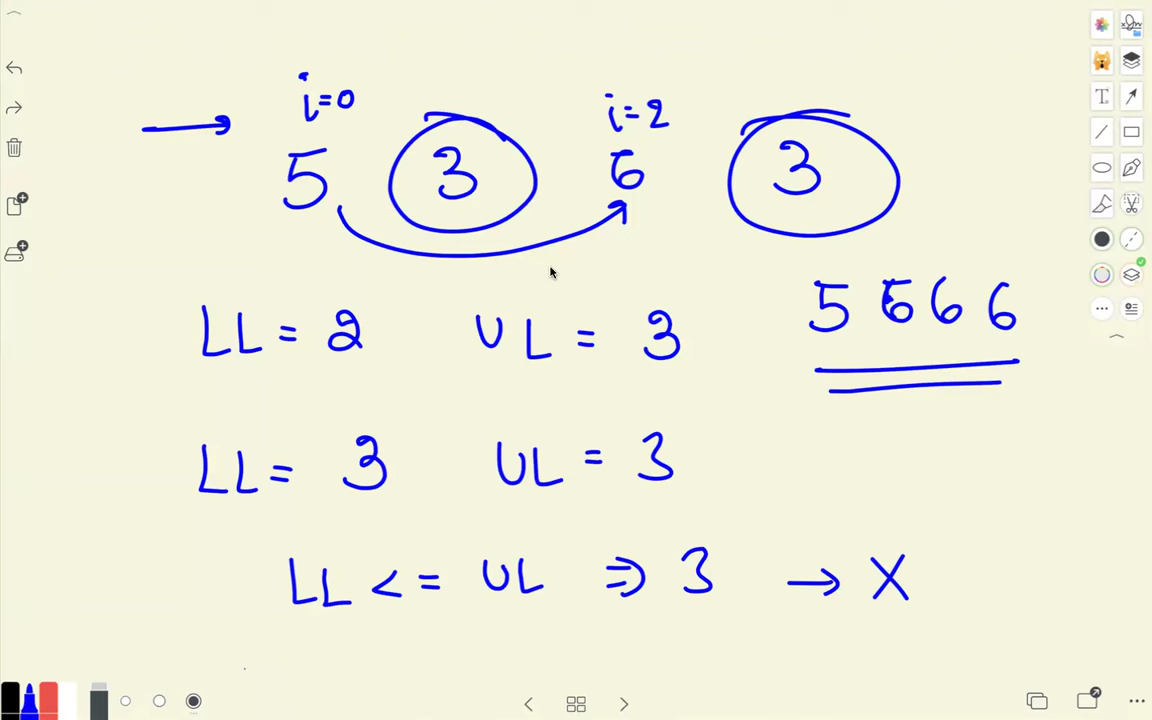 i=0 i=2
5 3 6 3
5 6 6 6
LL = 2 UL = 3
LL = 3 UL = 3
LL <= UL ⇒ 3 → X